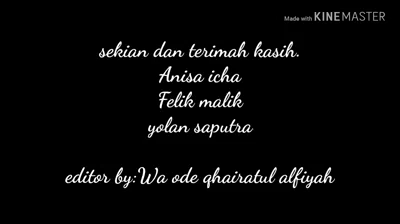 Made with KINEMASTER
sekian dan terimah kasih.
Anisa icha
Felik malik
yolan saputra
editor by:Wa ode qhairatul alfiyah